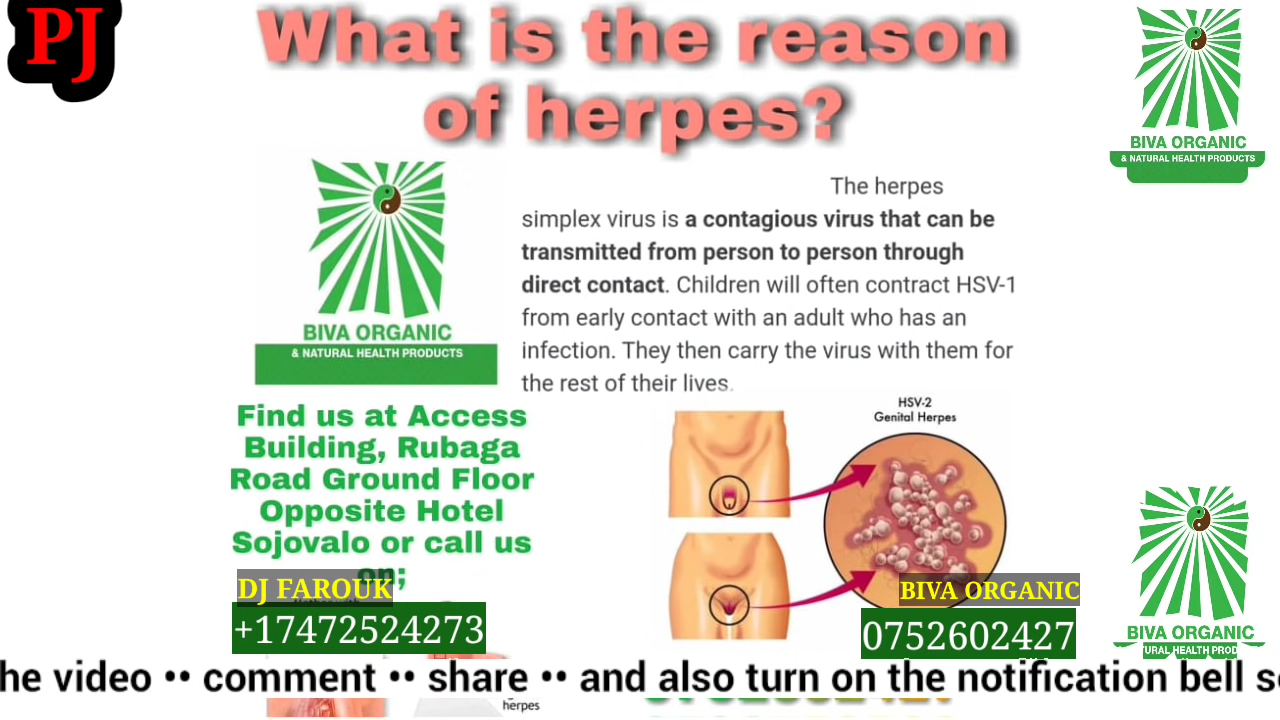 PJ
What is the reason
of herpes?
BIVA ORGANIC
& NATURAL HEALTH PRODUCTS
BIVA ORGANIC
& NATURAL HEALTH PRODUCTS
The herpes
simplex virus is a contagious virus that can be
transmitted from person to person through
direct contact. Children will often contract HSV-1
from early contact with an adult who has an
infection. They then carry the virus with them for
the rest of their lives.
Find us at Access
Building, Rubaga
Road Ground Floor
Opposite Hotel
Sojovalo or call us
on;
HSV-2
Genital Herpes
DJ FAROUK
+17472524273
BIVA ORGANIC
0752602427
BIVA ORGANIC
URAL HEALTH PROD
he video •• comment •• share •• and also turn on the notification bell s
herpes